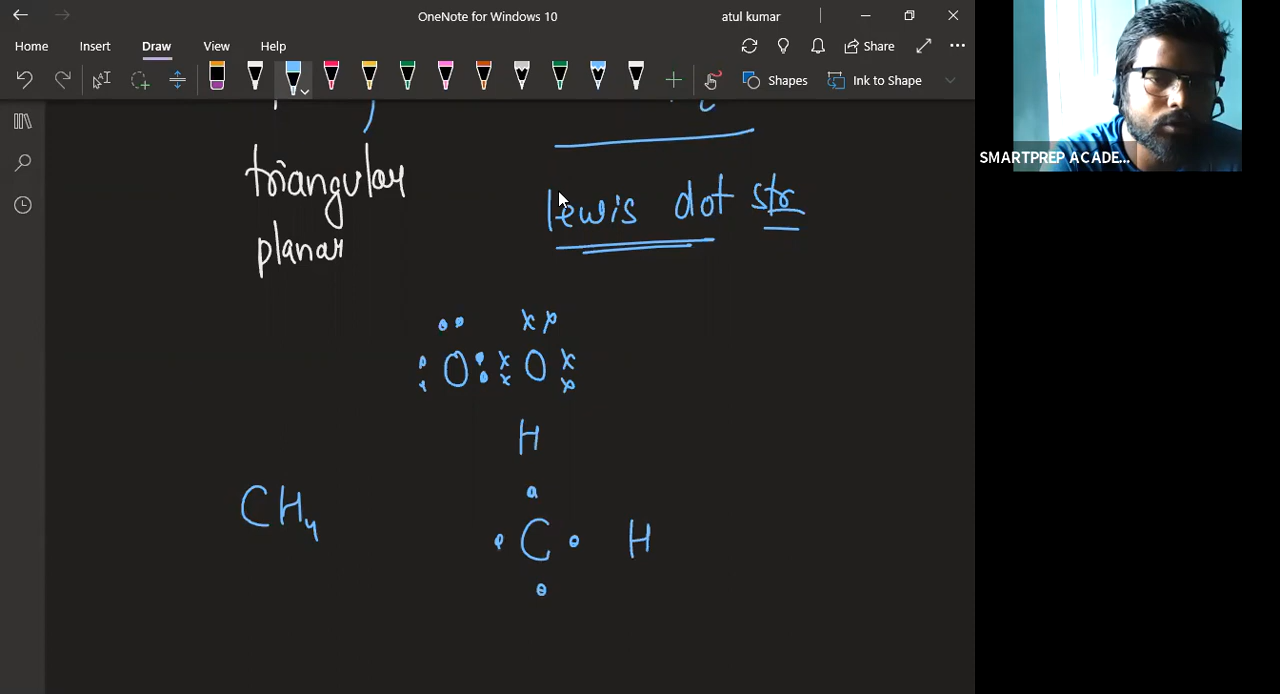 OneNote for Windows 10
atul kumar
Home Insert Draw View Help
Share
Shapes
Ink to Shape
SMARTPREP ACADE...
triangular
planar
lewis dot str
O O
H
CH4
C H